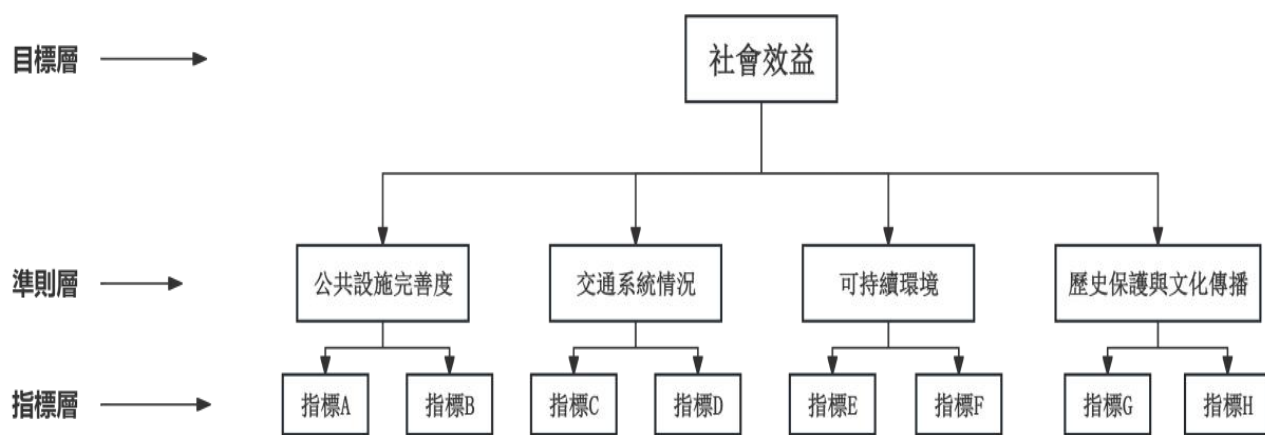 目標層
社會效益
準則層
公共設施完善度
交通系統情況
可持續環境
歷史保護與文化傳播
指標層
指標A
指標B
指標C
指標D
指標E
指標F
指標G
指標H